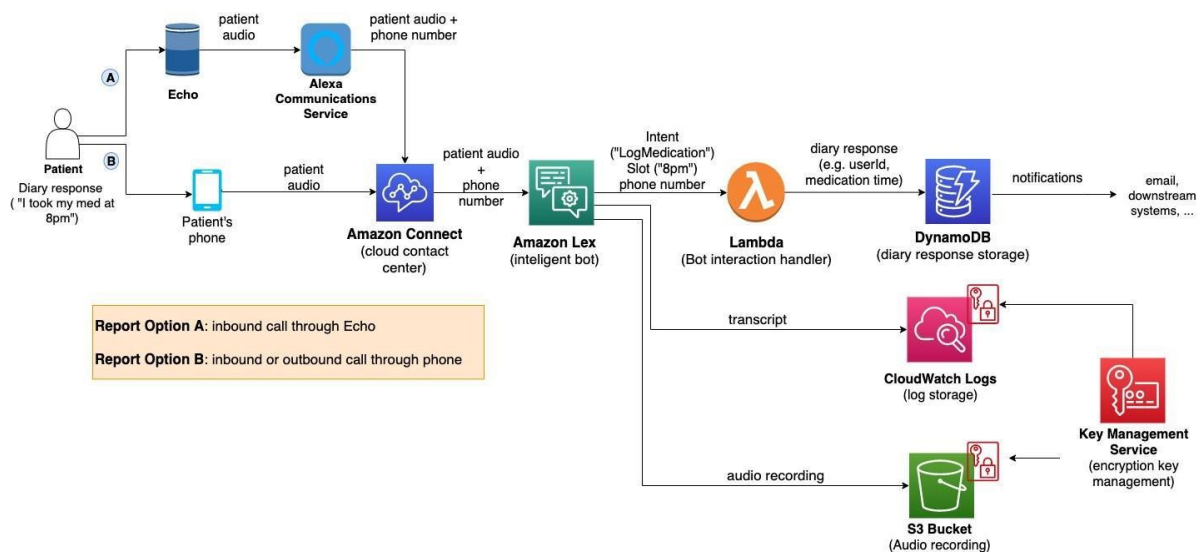 patient
audio
patient audio +
phone number
A
Echo
Alexa
Communications
Service
B
Patient
Diary response
( "I took my med at
8pm")
Patient's
phone
patient
audio
Amazon Connect
(cloud contact
center)
patient audio
+
phone
number
Amazon Lex
(inteligent bot)
Intent
("LogMedication")
Slot ("8pm")
phone number
Lambda
(Bot interaction handler)
diary response
(e.g. userId,
medication time)
DynamoDB
(diary response storage)
notifications
email,
downstream
systems, ...
Report Option A: inbound call through Echo
Report Option B: inbound or outbound call through phone
transcript
CloudWatch Logs
(log storage)
Key Management
Service
(encryption key
management)
audio recording
S3 Bucket
(Audio recording)